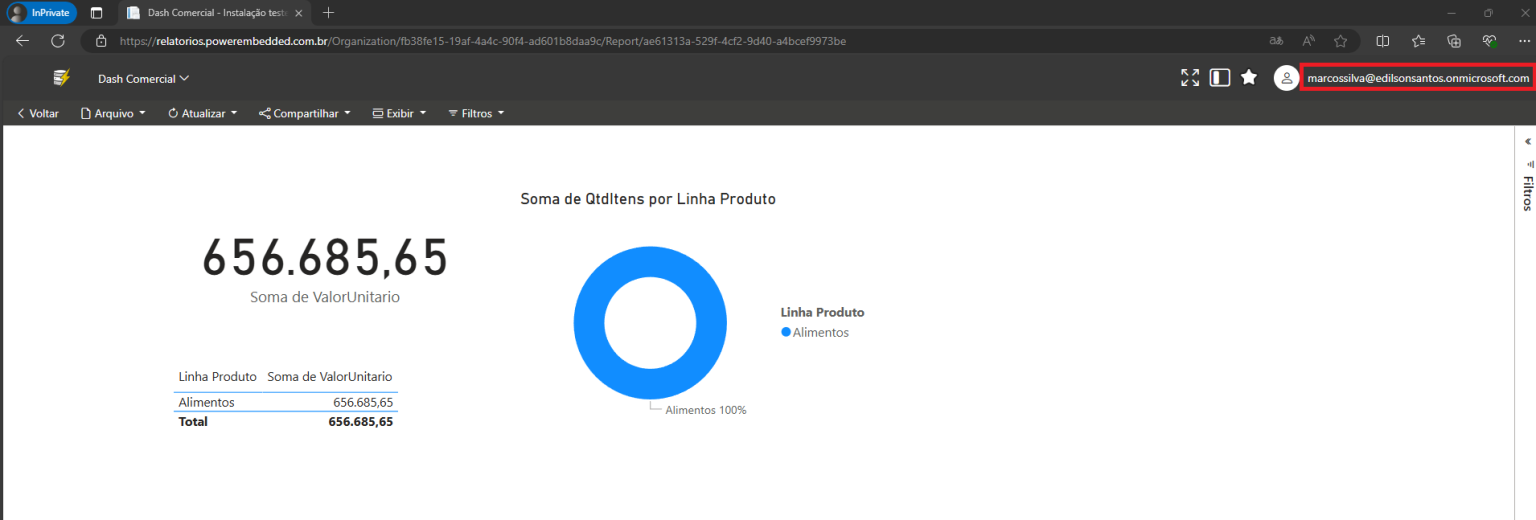 InPrivate
Dash Comercial - Instalação teste
https://relatorios.powerembedded.com.br/Organization/fb38fe15-19af-4a4c-90f4-ad601b8daa9c/Report/ae61313a-529f-4cf2-9d40-a4bcef9973be
Dash Comercial
marcossilva@edilsonsantos.onmicrosoft.com
Voltar Arquivo Atualizar Compartilhar Exibir Filtros
Filtros
Soma de QtdItens por Linha Produto
656.685,65
Soma de ValorUnitario
Linha Produto
Alimentos
Linha Produto Soma de ValorUnitario
Alimentos 656.685,65
Total 656.685,65
Alimentos 100%